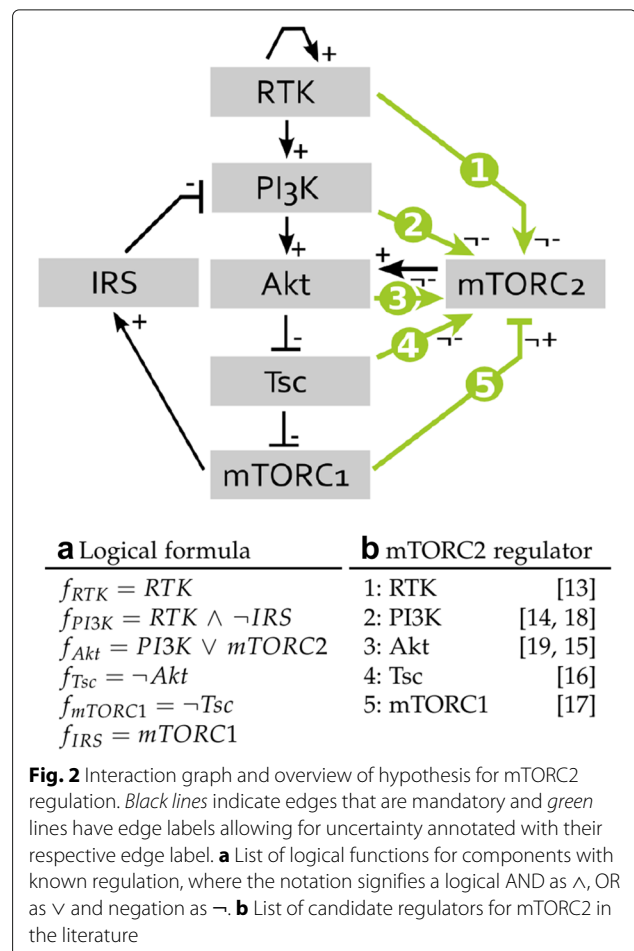 +
RTK
1
+
-
PI3K
2
¬-
¬-
+
+
¬-
IRS
Akt
3
mTORC2
4
¬-
¬+
+
-
Tsc
5
-
mTORC1
a Logical formula
f_RTK = RTK
f_PI3K = RTK ∧ ¬IRS
f_Akt = PI3K ∨ mTORC2
f_Tsc = ¬Akt
f_mTORC1 = ¬Tsc
f_IRS = mTORC1
b mTORC2 regulator
1: RTK [13]
2: PI3K [14, 18]
3: Akt [19, 15]
4: Tsc [16]
5: mTORC1 [17]
Fig. 2 Interaction graph and overview of hypothesis for mTORC2
regulation. Black lines indicate edges that are mandatory and green
lines have edge labels allowing for uncertainty annotated with their
respective edge label. a List of logical functions for components with
known regulation, where the notation signifies a logical AND as ∧, OR
as ∨ and negation as ¬. b List of candidate regulators for mTORC2 in
the literature